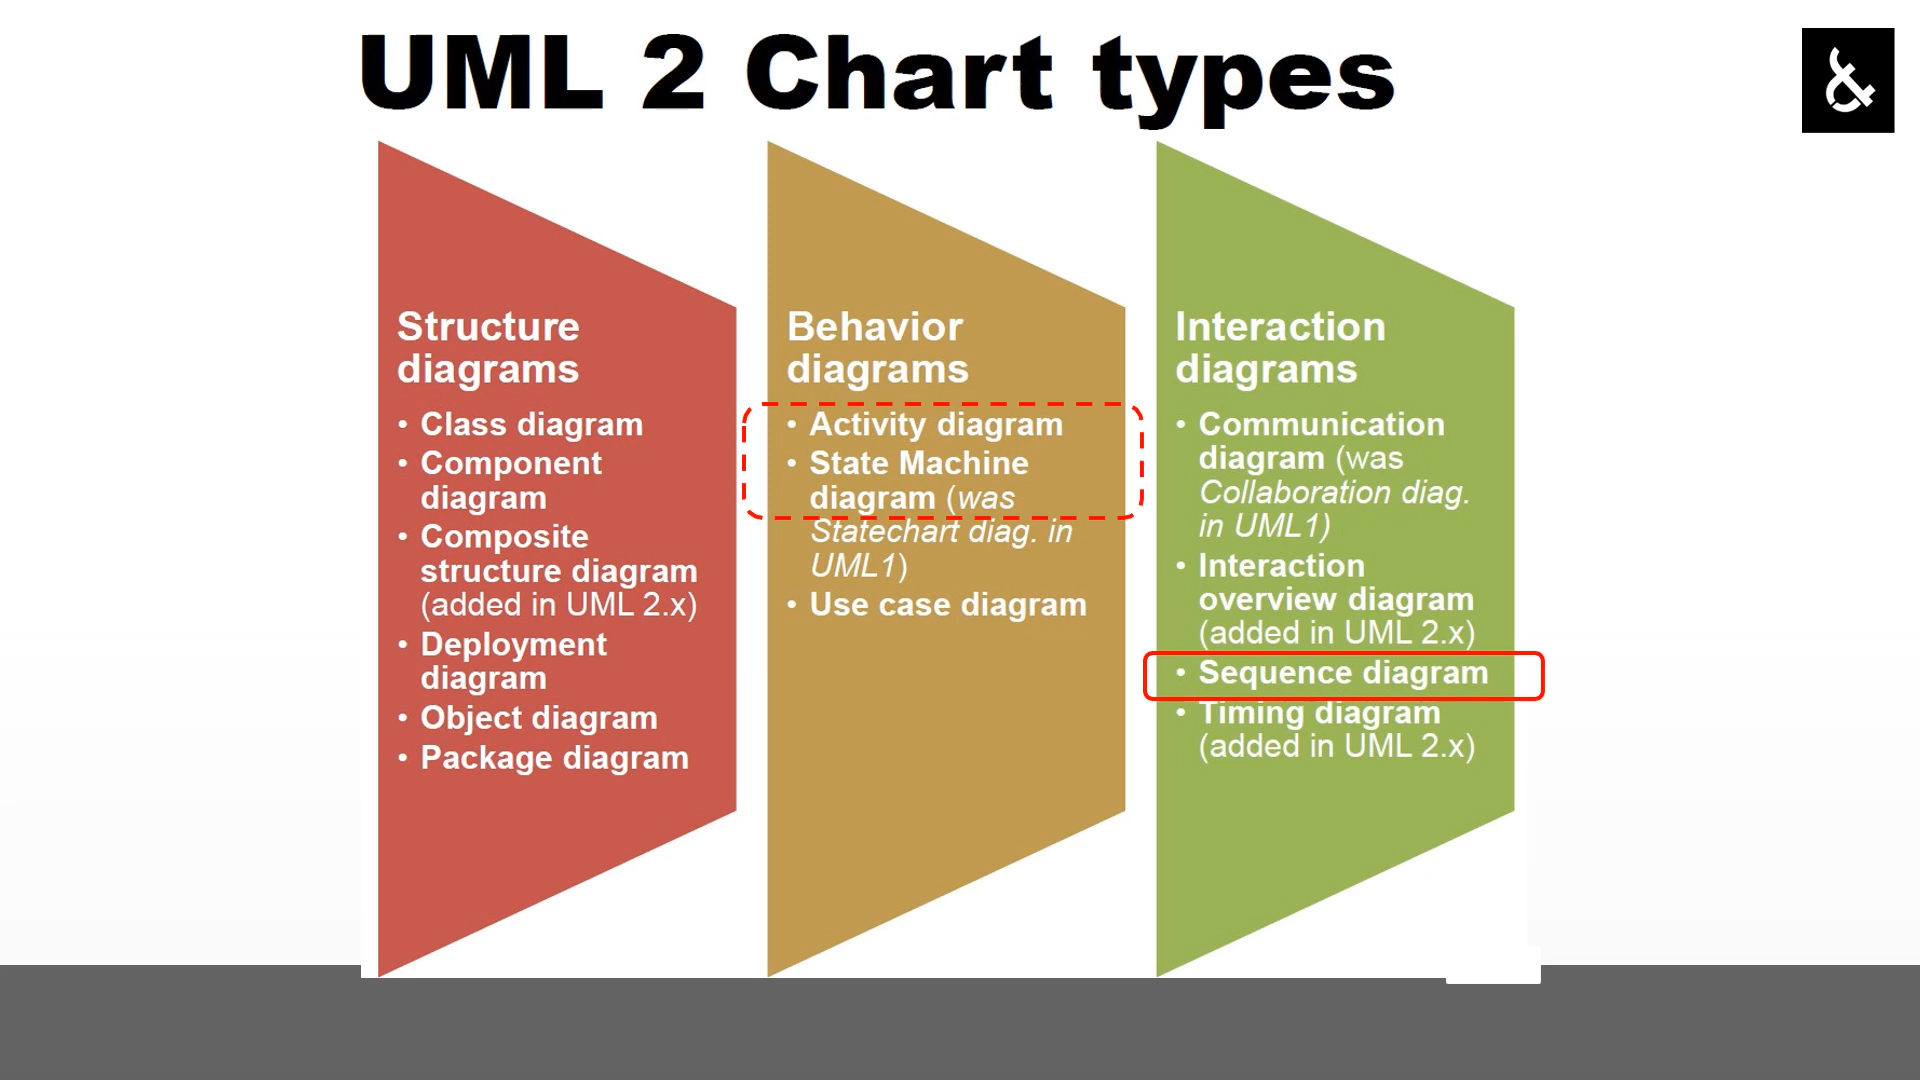 UML 2 Chart types
&
Structure
diagrams
• Class diagram
• Component
diagram
• Composite
structure diagram
(added in UML 2.x)
• Deployment
diagram
• Object diagram
• Package diagram
Behavior
diagrams
• Activity diagram
• State Machine
diagram (was
Statechart diag. in
UML1)
• Use case diagram
Interaction
diagrams
• Communication
diagram (was
Collaboration diag.
in UML1)
• Interaction
overview diagram
(added in UML 2.x)
• Sequence diagram
• Timing diagram
(added in UML 2.x)